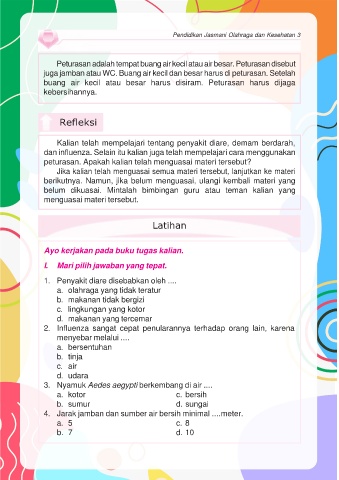 Pendidikan Jasmani Olahraga dan Kesehatan 3
Peturasan adalah tempat buang air kecil atau air besar. Peturasan disebut
juga jamban atau WC. Buang air kecil dan besar harus di peturasan. Setelah
buang air kecil atau besar harus disiram. Peturasan harus dijaga
kebersihannya.
Refleksi
Kalian telah mempelajari tentang penyakit diare, demam berdarah,
dan influenza. Selain itu kalian juga telah mempelajari cara menggunakan
peturasan. Apakah kalian telah menguasai materi tersebut?
Jika kalian telah menguasai semua materi tersebut, lanjutkan ke materi
berikutnya. Namun, jika belum menguasai, ulangi kembali materi yang
belum dikuasai. Mintalah bimbingan guru atau teman kalian yang
menguasai materi tersebut.
Latihan
Ayo kerjakan pada buku tugas kalian.
I. Mari pilih jawaban yang tepat.
1. Penyakit diare disebabkan oleh ....
a. olahraga yang tidak teratur
b. makanan tidak bergizi
c. lingkungan yang kotor
d. makanan yang tercemar
2. Influenza sangat cepat penularannya terhadap orang lain, karena
menyebar melalui ....
a. bersentuhan
b. tinja
c. air
d. udara
3. Nyamuk Aedes aegypti berkembang di air ....
a. kotor c. bersih
b. sumur d. sungai
4. Jarak jamban dan sumber air bersih minimal ....meter.
a. 5 c. 8
b. 7 d. 10